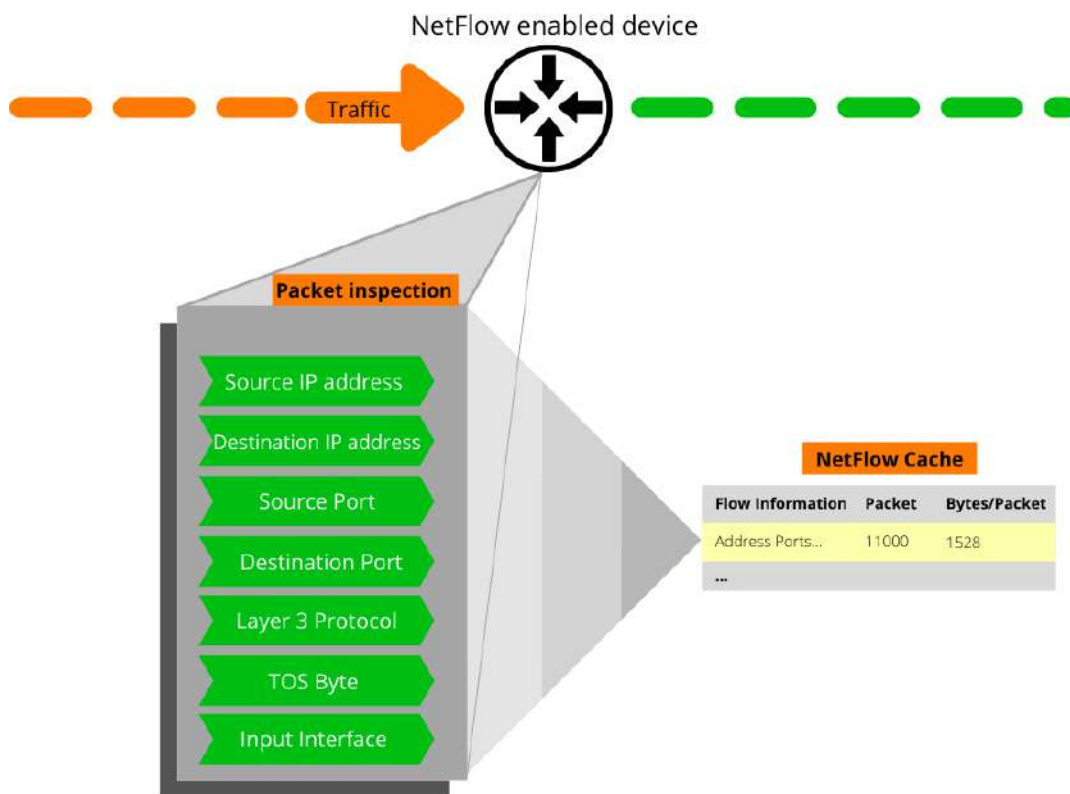 NetFlow enabled device
Traffic
Packet inspection
Source IP address
Destination IP address
Source Port
Destination Port
Layer 3 Protocol
TOS Byte
Input Interface
NetFlow Cache
Flow Information Packet Bytes/Packet
Address Ports... 11000 1528
...